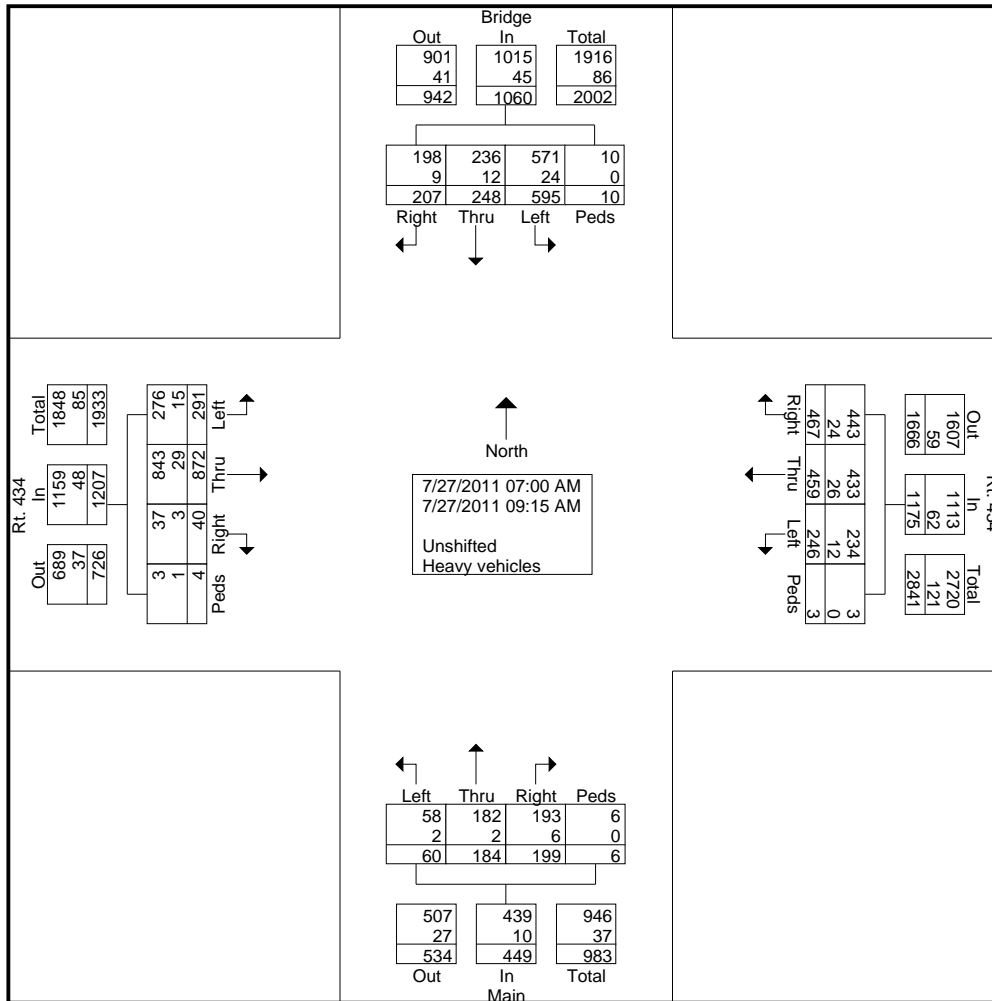 Bridge
Out In Total
901 1015 1916
41 45 86
942 1060 2002
198 236 571 10
9 12 24 0
207 248 595 10
Right Thru Left Peds
Rt. 434
Total In Out
1848 1159 689
85 48 37
1933 1207 726
276 843 37 3
15 29 3 1
291 872 40 4
Left Thru Right Peds
North
7/27/2011 07:00 AM
7/27/2011 09:15 AM
Unshifted
Heavy vehicles
Right Thru Left Peds
443 433 234 3
24 26 12 0
467 459 246 3
Out In Total
1607 1113 2720
59 62 121
1666 1175 2841
Rt. 434
Left Thru Right Peds
58 182 193 6
2 2 6 0
60 184 199 6
507 439 946
27 10 37
534 449 983
Out In Total
Main